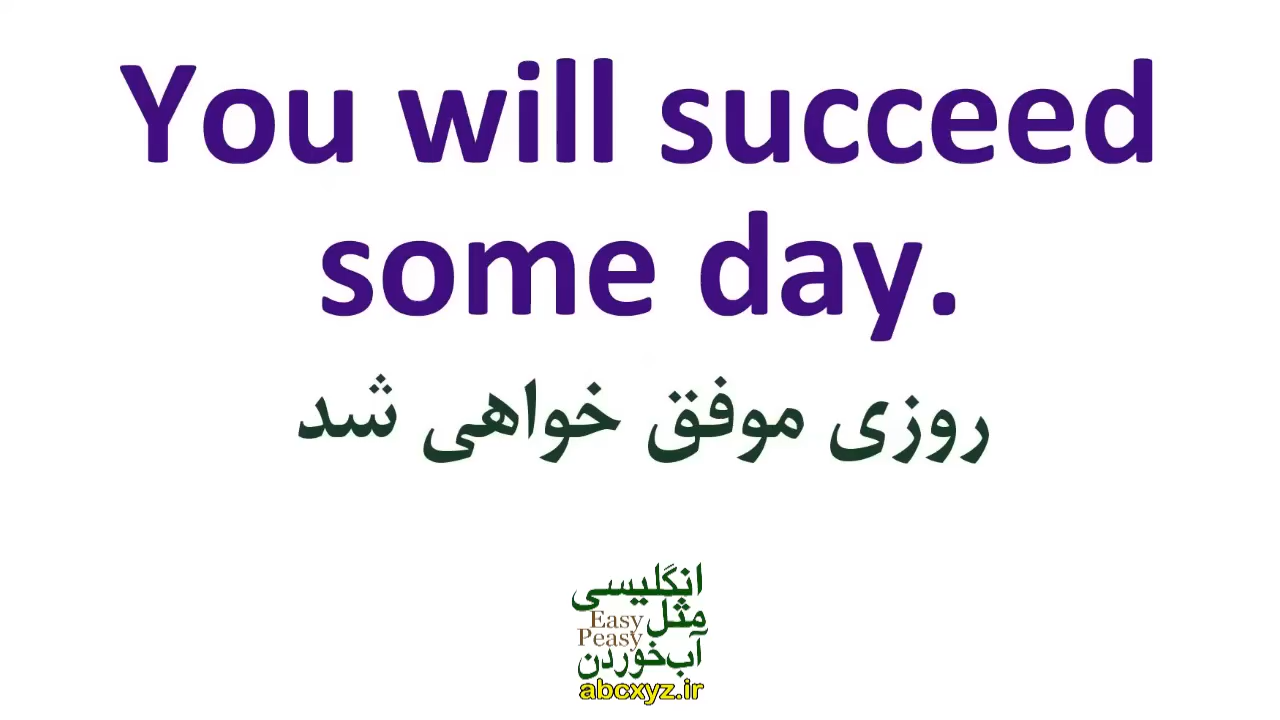 You will succeed
some day.
روزی موفق خواهی شد
انگلیسی
مثل
Easy
Peasy
آب‌خوردن
abcxyz.ir